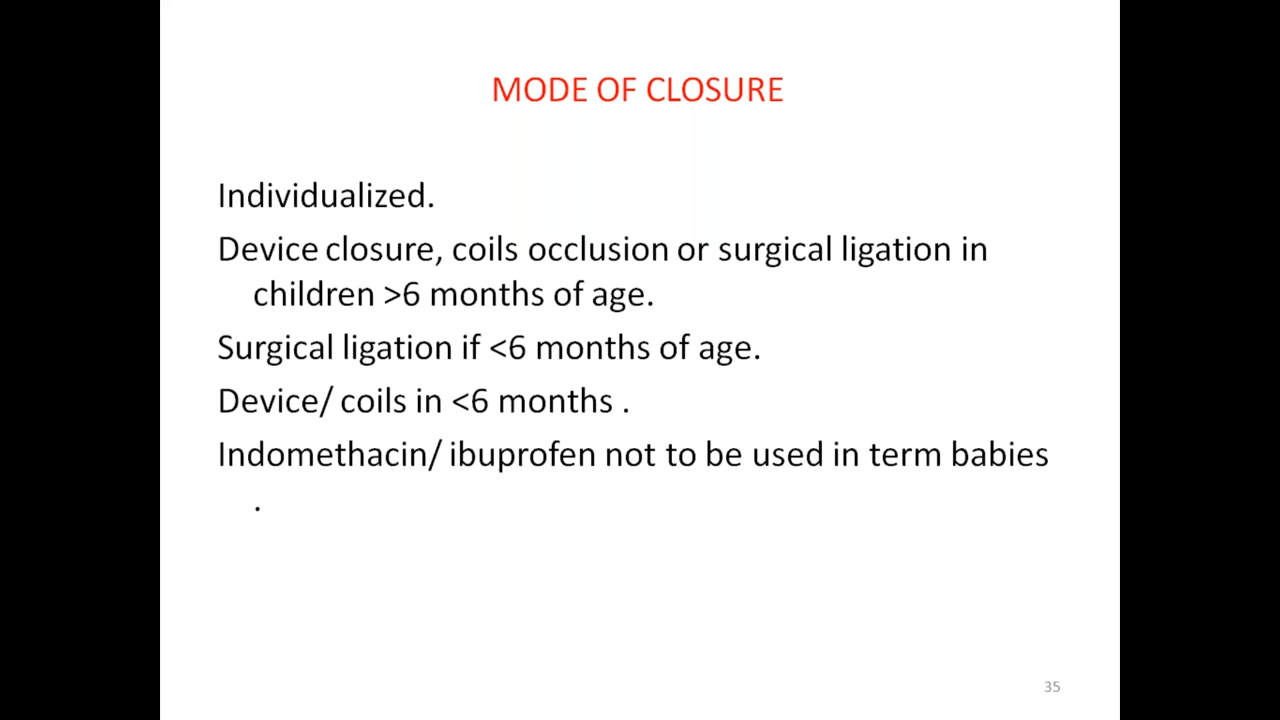 MODE OF CLOSURE
Individualized.
Device closure, coils occlusion or surgical ligation in
children >6 months of age.
Surgical ligation if <6 months of age.
Device/ coils in <6 months .
Indomethacin/ ibuprofen not to be used in term babies
.
35